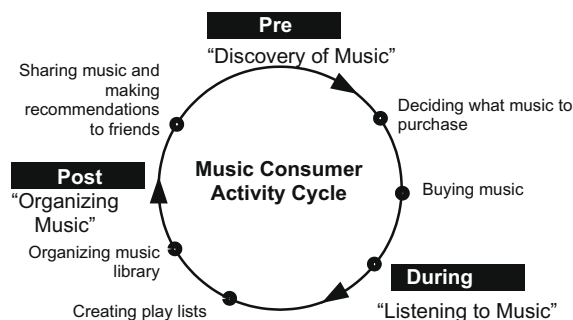 Pre
“Discovery of Music”
Sharing music and
making
recommendations
to friends
Deciding what music to
purchase
Music Consumer
Activity Cycle
Post
“Organizing
Music”
Buying music
Organizing music
library
During
“Listening to Music”
Creating play lists